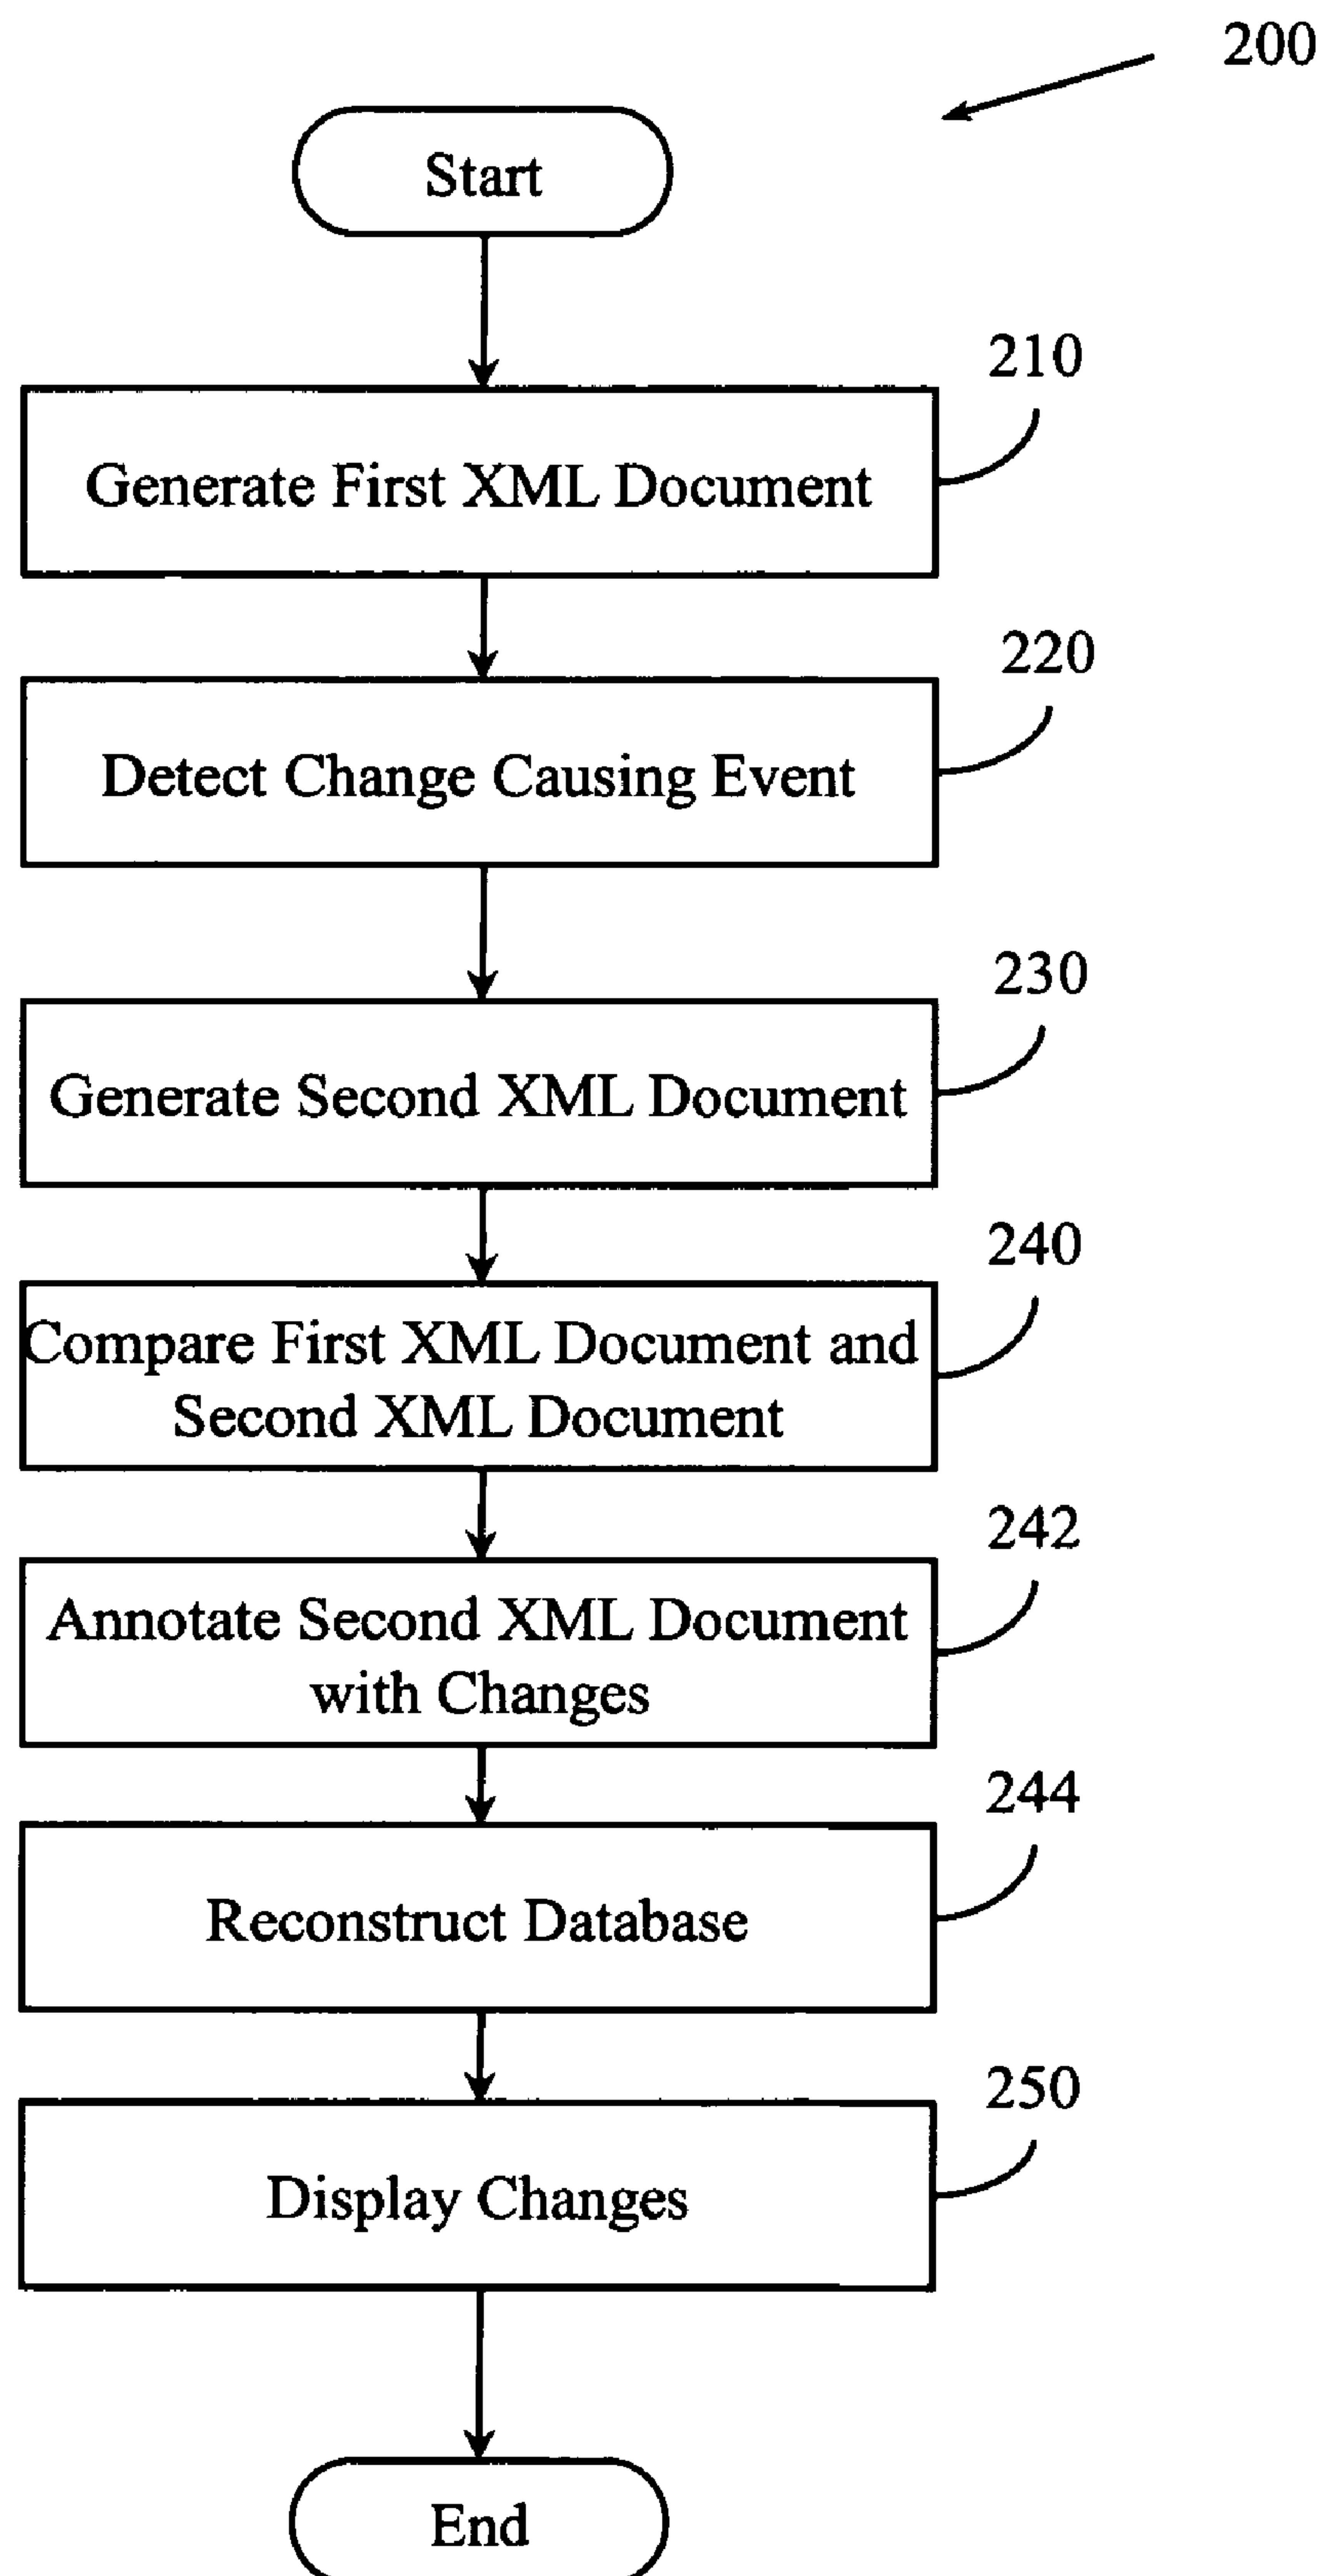 200
Start
210
Generate First XML Document
220
Detect Change Causing Event
230
Generate Second XML Document
240
Compare First XML Document and
Second XML Document
242
Annotate Second XML Document
with Changes
244
Reconstruct Database
250
Display Changes
End